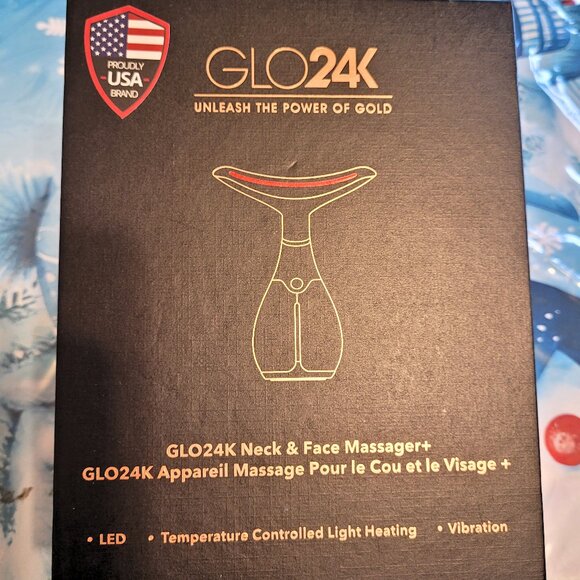 PROUDLY
USA
BRAND
GLO24K
UNLEASH THE POWER OF GOLD
GLO24K Neck & Face Massager+
GLO24K Appareil Massage Pour le Cou et le Visage +
• LED • Temperature Controlled Light Heating • Vibration